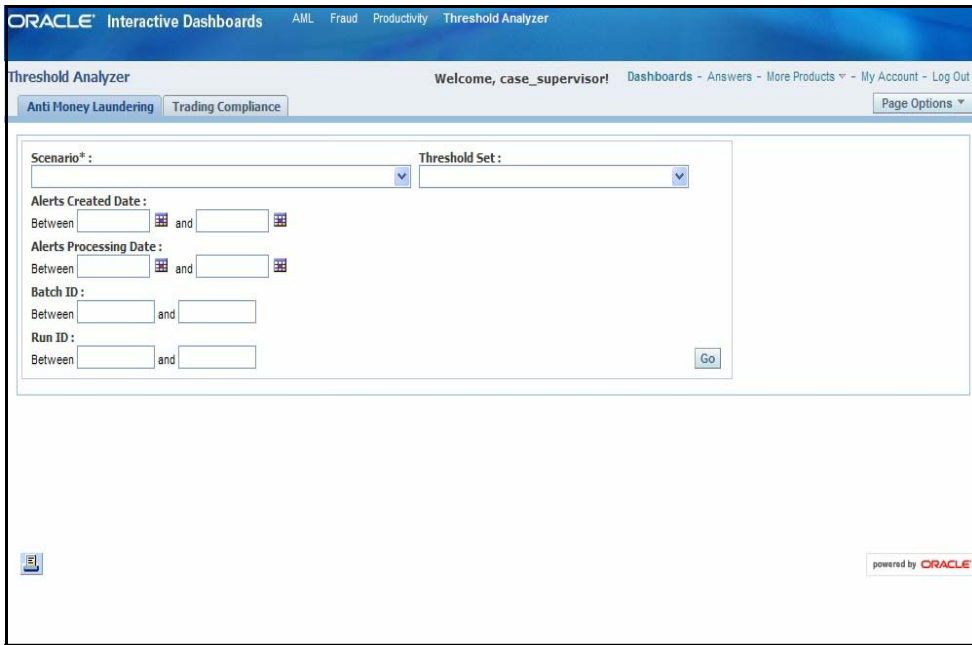 ORACLE Interactive Dashboards AML Fraud Productivity Threshold Analyzer
Threshold Analyzer Welcome, case_supervisor! Dashboards - Answers - More Products - My Account - Log Out
Anti Money Laundering Trading Compliance Page Options
Scenario* : Threshold Set :
Alerts Created Date :
Between and
Alerts Processing Date :
Between and
Batch ID :
Between and
Run ID :
Between and Go
powered by ORACLE